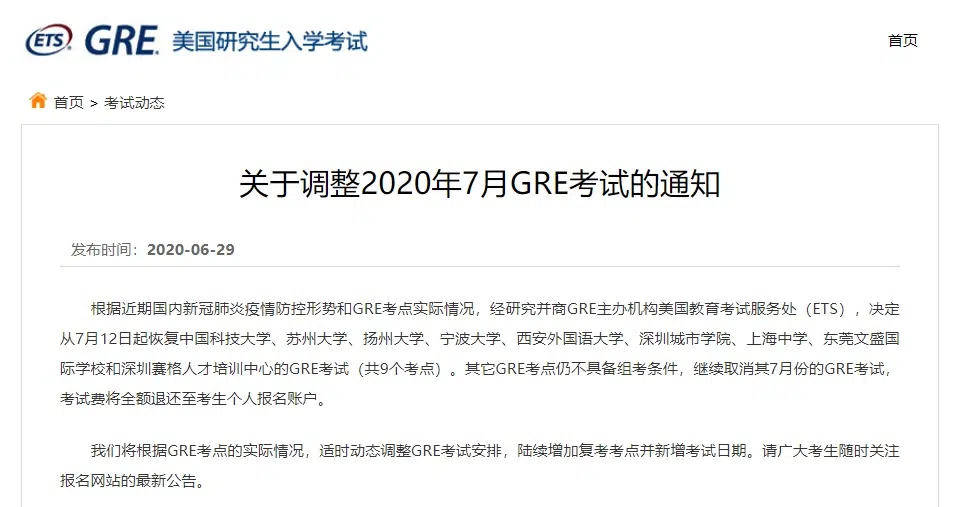 ETS GRE 美国研究生入学考试
首页
首页 > 考试动态
关于调整2020年7月GRE考试的通知
发布时间：2020-06-29
根据近期国内新冠肺炎疫情防控形势和GRE考点实际情况，经研究并商GRE主办机构美国教育考试服务处（ETS），决定
从7月12日起恢复中国科技大学、苏州大学、扬州大学、宁波大学、西安外国语大学、深圳城市学院、上海中学、东莞文盛国
际学校和深圳赛格人才培训中心的GRE考试（共9个考点）。其它GRE考点仍不具备组考条件，继续取消其7月份的GRE考试，
考试费将全额退还至考生个人报名账户。
我们将根据GRE考点的实际情况，适时动态调整GRE考试安排，陆续增加复考考点并新增考试日期。请广大考生随时关注
报名网站的最新公告。